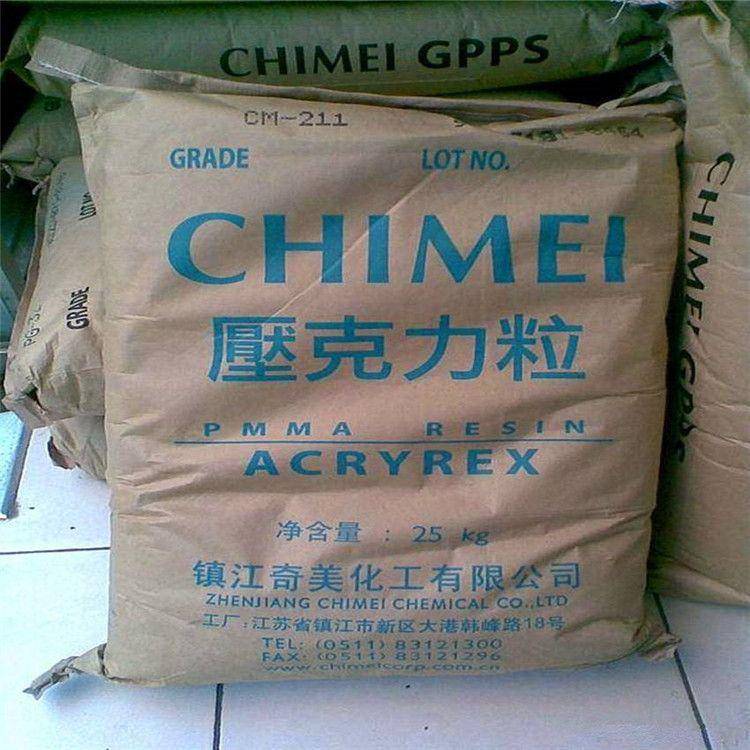 CHIMEI GPPS
CM-211
GRADE LOT NO.
CHIMEI
壓克力粒
PMMA RESIN
ACRYREX
净含量 : 25 kg
镇江奇美化工有限公司
ZHENJIANG CHIMEI CHEMICAL CO.,LTD
工厂:江苏省镇江市新区大港韩峰路18号
TEL: (0511) 83121300
FAX: (0511) 83121296
www.chimeicorp.com.cn
GRADE LOT NO.
CHIMEI GPPS